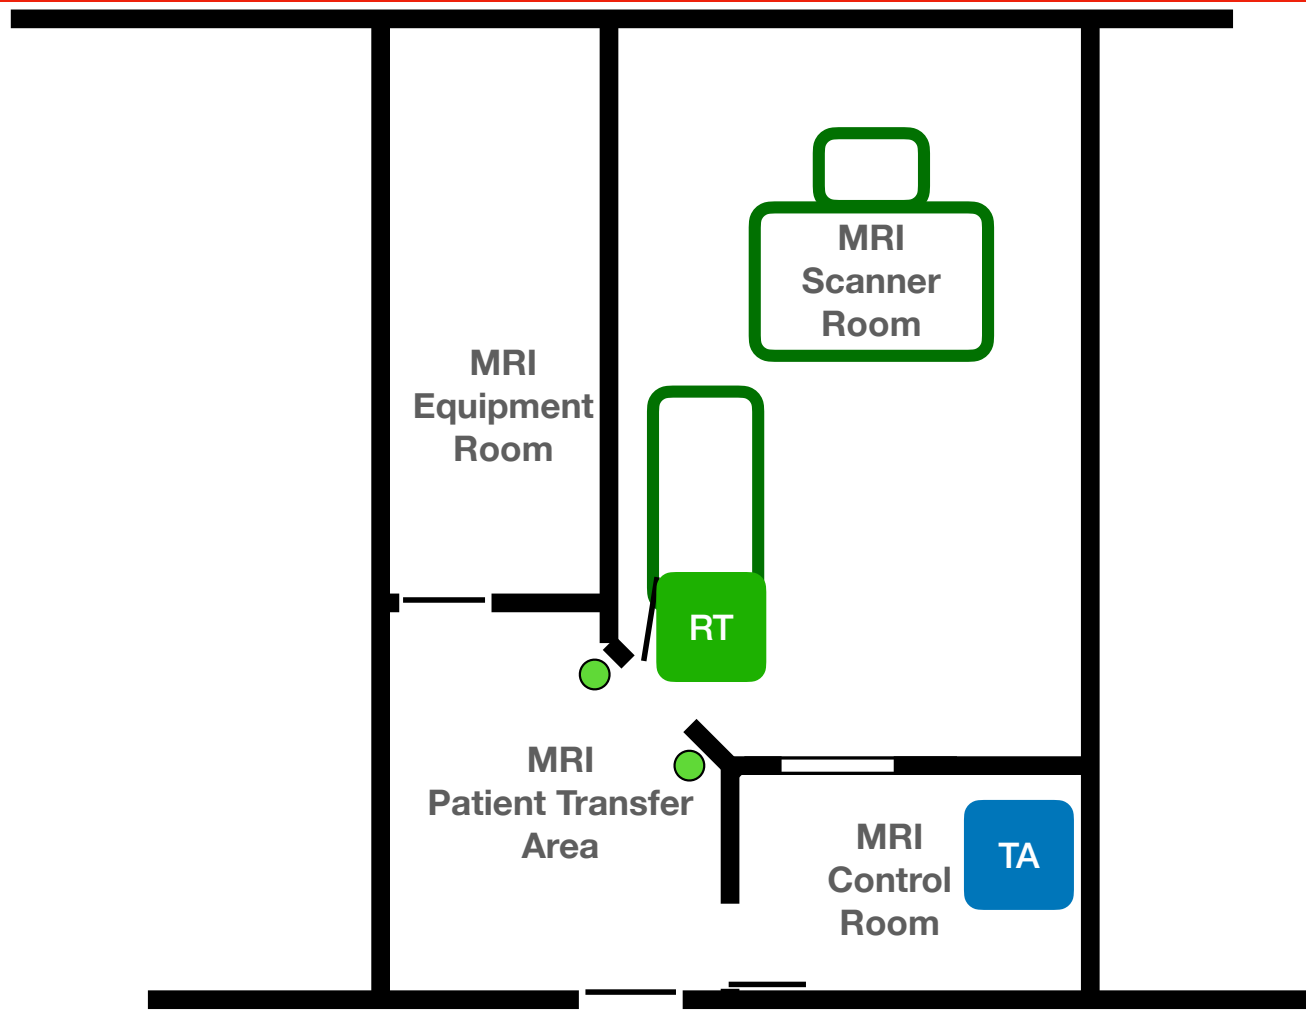 MRI
Scanner
Room
MRI
Equipment
Room
RT
MRI
Patient Transfer
Area
MRI
Control
Room
TA